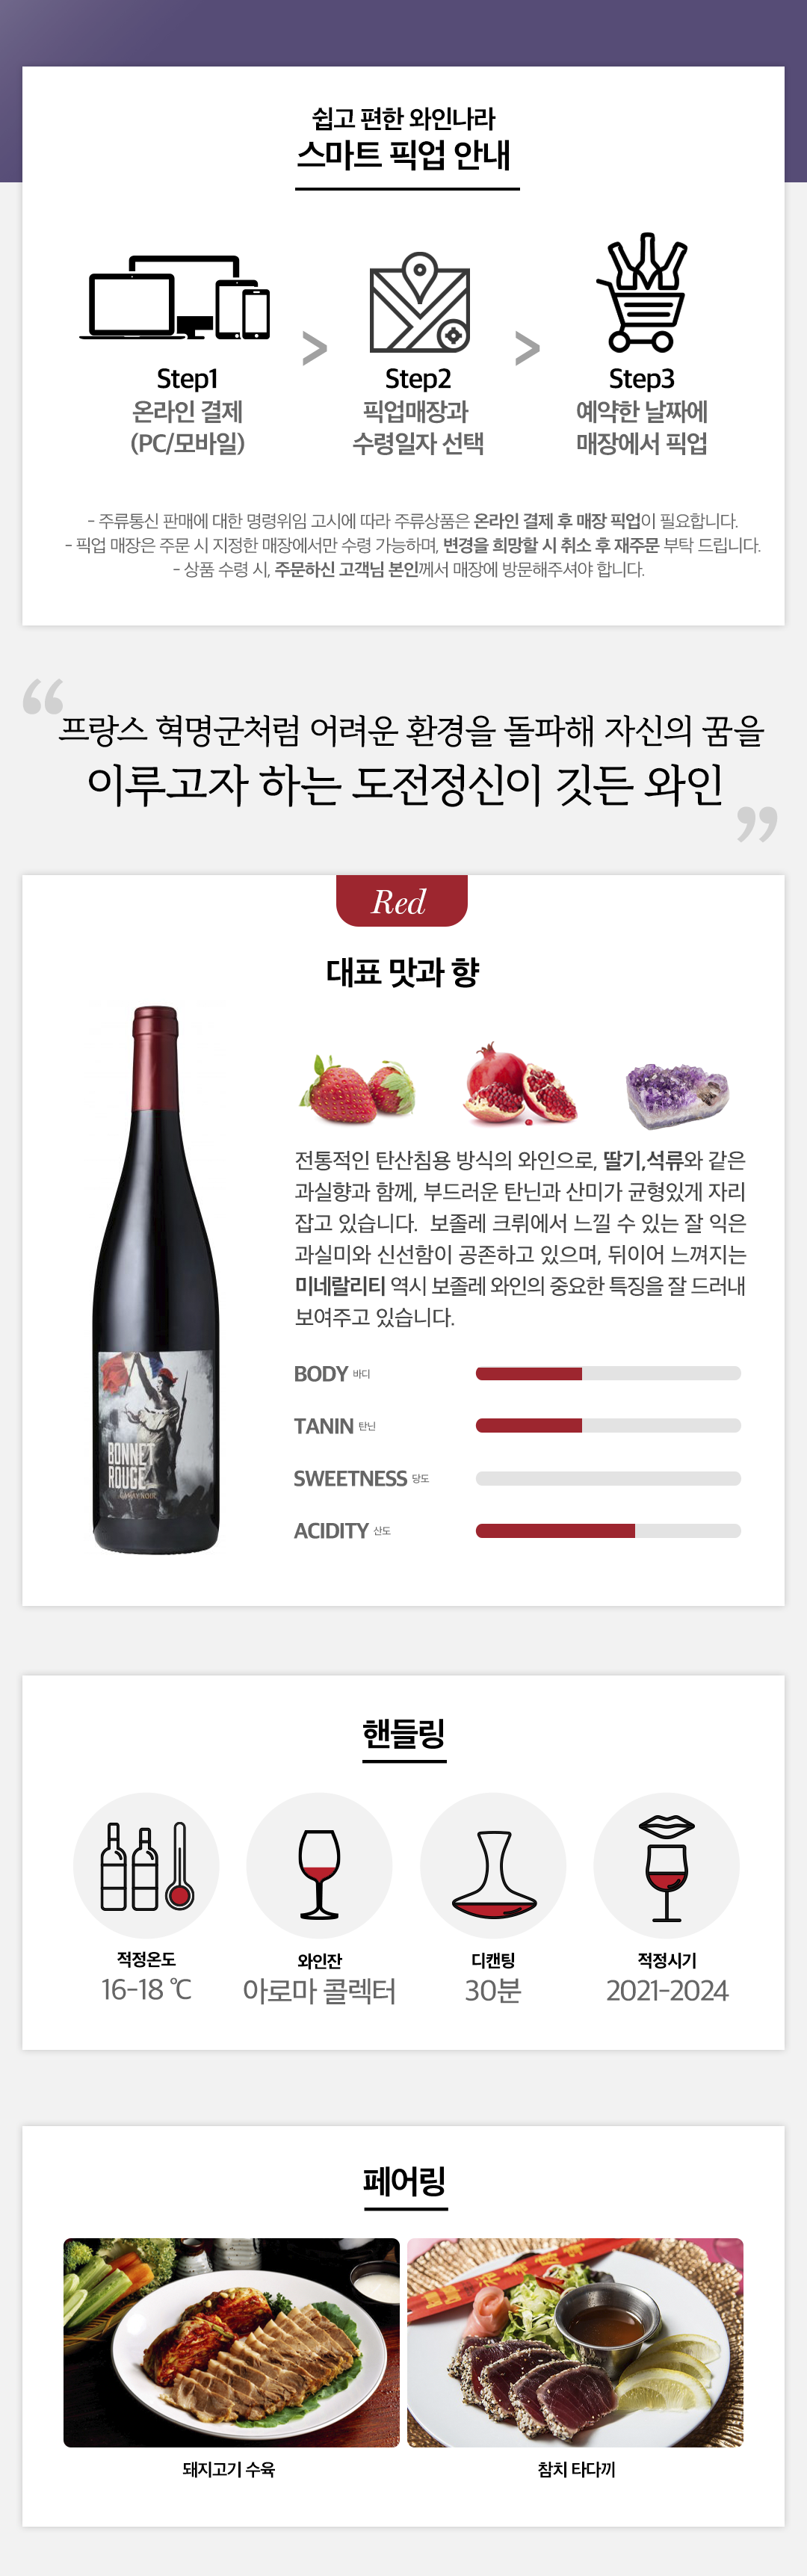 쉽고 편한 와인나라
스마트 픽업 안내
Step1
온라인 결제
(PC/모바일)
>
Step2
픽업매장과
수령일자 선택
>
Step3
예약한 날짜에
매장에서 픽업
- 주류통신 판매에 대한 명령위임 고시에 따라 주류상품은 온라인 결제 후 매장 픽업이 필요합니다.
- 픽업 매장은 주문 시 지정한 매장에서만 수령 가능하며, 변경을 희망할 시 취소 후 재주문 부탁 드립니다.
- 상품 수령 시, 주문하신 고객님 본인께서 매장에 방문해주셔야 합니다.
“프랑스 혁명군처럼 어려운 환경을 돌파해 자신의 꿈을
이루고자 하는 도전정신이 깃든 와인”
Red
대표 맛과 향
전통적인 탄산침용 방식의 와인으로, 딸기,석류와 같은
과실향과 함께, 부드러운 탄닌과 산미가 균형있게 자리
잡고 있습니다. 보졸레 크뤼에서 느낄 수 있는 잘 익은
과실미와 신선함이 공존하고 있으며, 뒤이어 느껴지는
미네랄리티 역시 보졸레 와인의 중요한 특징을 잘 드러내
보여주고 있습니다.
BONNET
ROUGE
GAMAY NOIR
BODY 바디
TANIN 탄닌
SWEETNESS 당도
ACIDITY 산도
핸들링
적정온도
16-18 ℃
와인잔
아로마 콜렉터
디캔팅
30분
적정시기
2021-2024
페어링
돼지고기 수육
참치 타다끼